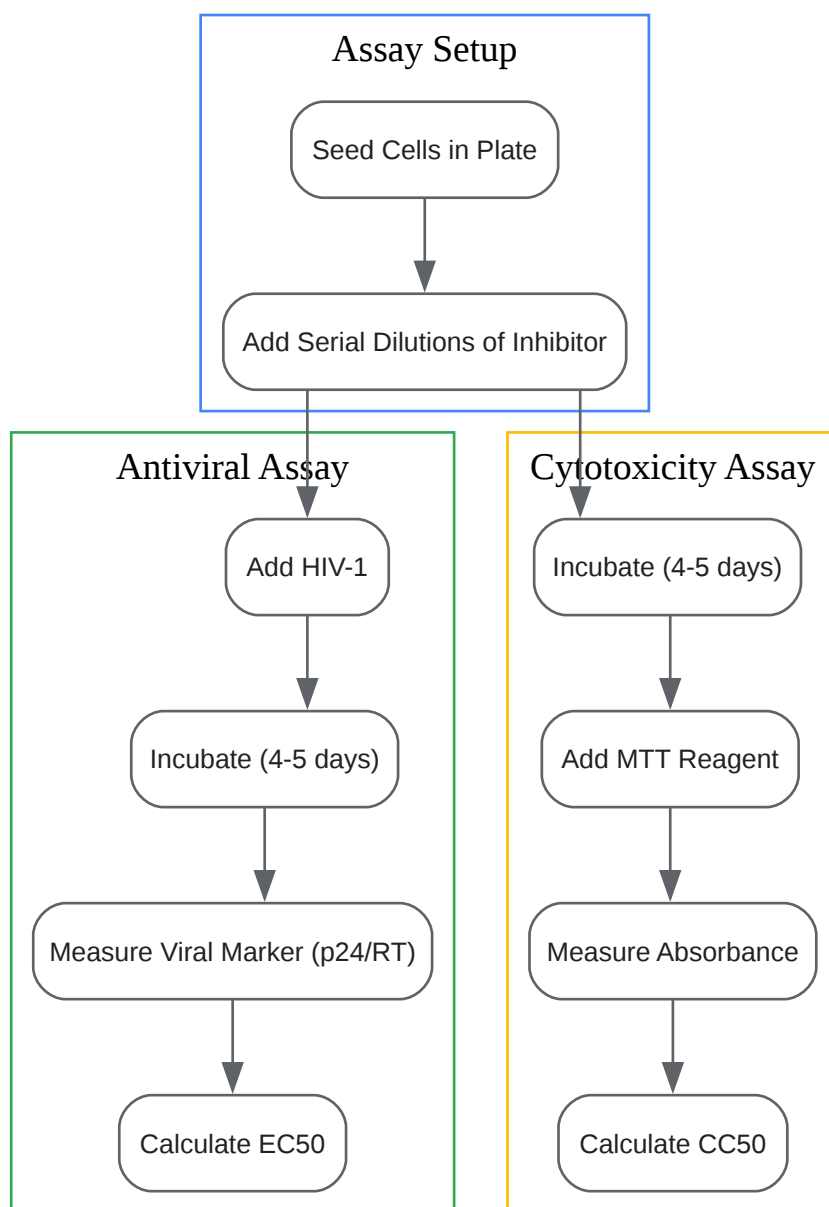 Assay Setup
Seed Cells in Plate
Add Serial Dilutions of Inhibitor
Antiviral Assay
Add HIV-1
Incubate (4-5 days)
Measure Viral Marker (p24/RT)
Calculate EC50
Cytotoxicity Assay
Incubate (4-5 days)
Add MTT Reagent
Measure Absorbance
Calculate CC50